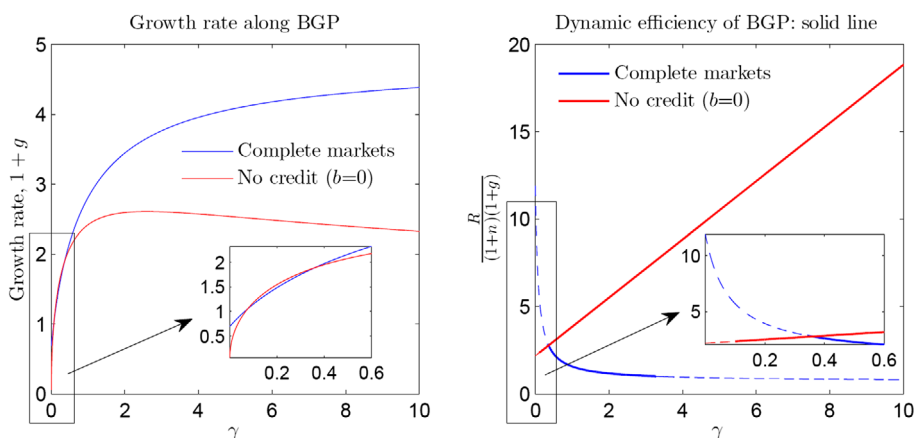 Growth rate along BGP
Growth rate, 1 + g
5
4
3
2
1
0
Complete markets
No credit (b=0)
2
1.5
1
0.5
0.2 0.4 0.6
0 2 4 6 8 10
γ
Dynamic efficiency of BGP: solid line
R
(1+n)(1+g)
20
15
10
5
0
Complete markets
No credit (b=0)
10
5
0.2 0.4 0.6
0 2 4 6 8 10
γ